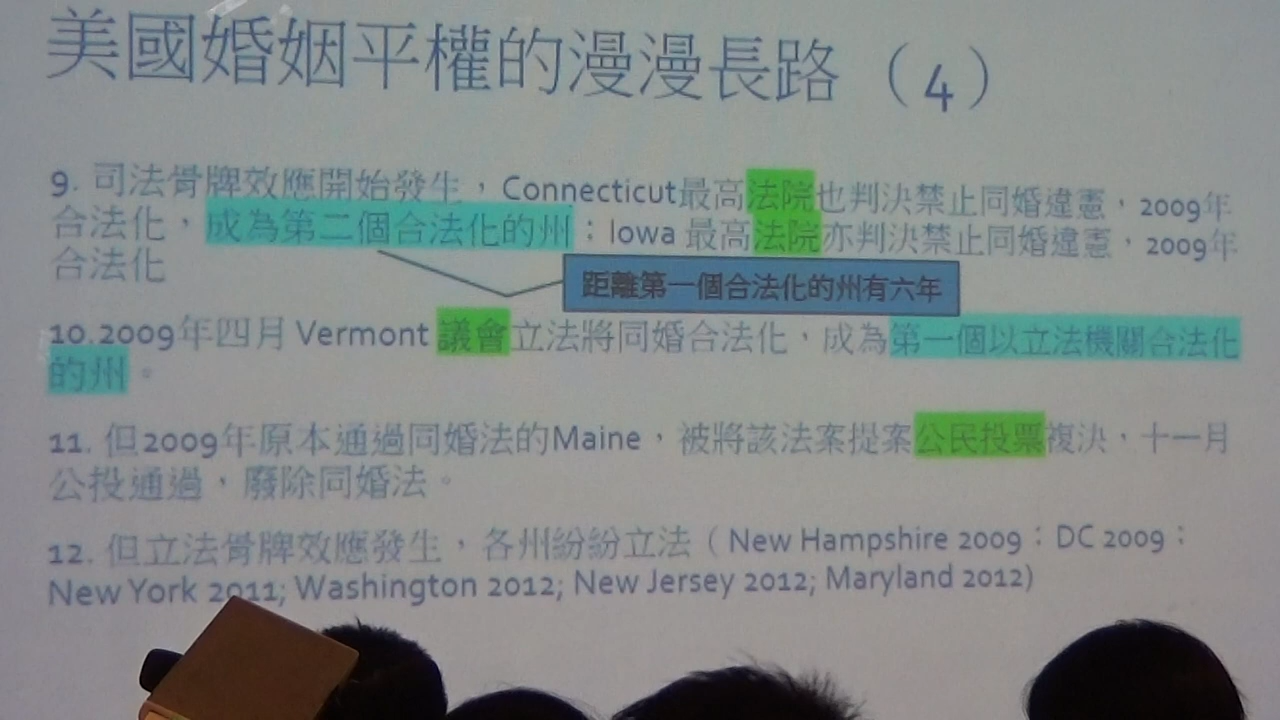 美國婚姻平權的漫漫長路（4）
9. 司法骨牌效應開始發生，Connecticut最高法院也判決禁止同婚違憲，2009年
合法化，成為第二個合法化的州；Iowa 最高法院亦判決禁止同婚違憲，2009年
合法化
距離第一個合法化的州有六年
10.2009年四月 Vermont 議會立法將同婚合法化，成為第一個以立法機關合法化
的州。
11. 但2009年原本通過同婚法的Maine，被將該法案提案公民投票複決，十一月
公投通過，廢除同婚法。
12. 但立法骨牌效應發生，各州紛紛立法（New Hampshire 2009；DC 2009；
New York 2011; Washington 2012; New Jersey 2012; Maryland 2012)